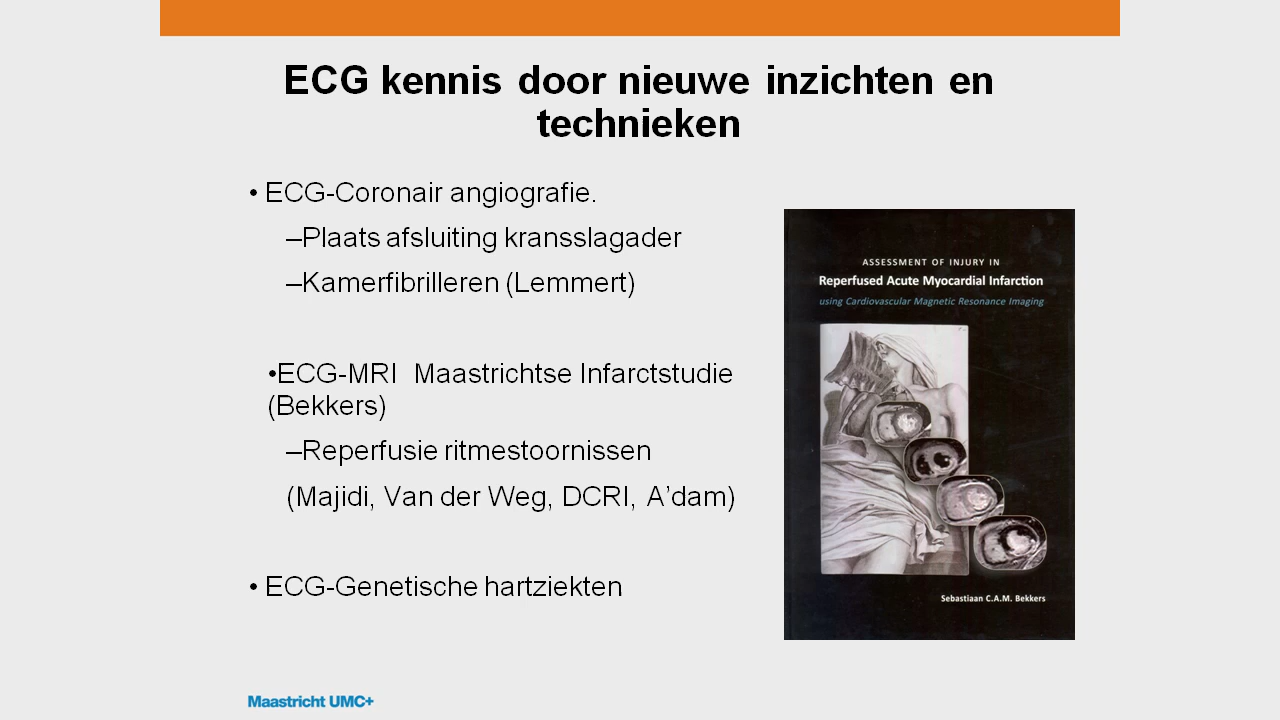 ECG kennis door nieuwe inzichten en
technieken
• ECG-Coronair angiografie.
–Plaats afsluiting kransslagader
–Kamerfibrilleren (Lemmert)
•ECG-MRI Maastrichtse Infarctstudie
(Bekkers)
–Reperfusie ritmestoornissen
(Majidi, Van der Weg, DCRI, A’dam)
• ECG-Genetische hartziekten
ASSESSMENT OF INJURY IN
Reperfused Acute Myocardial Infarction
using Cardiovascular Magnetic Resonance Imaging
Sebastiaan C.A.M. Bekkers
Maastricht UMC+